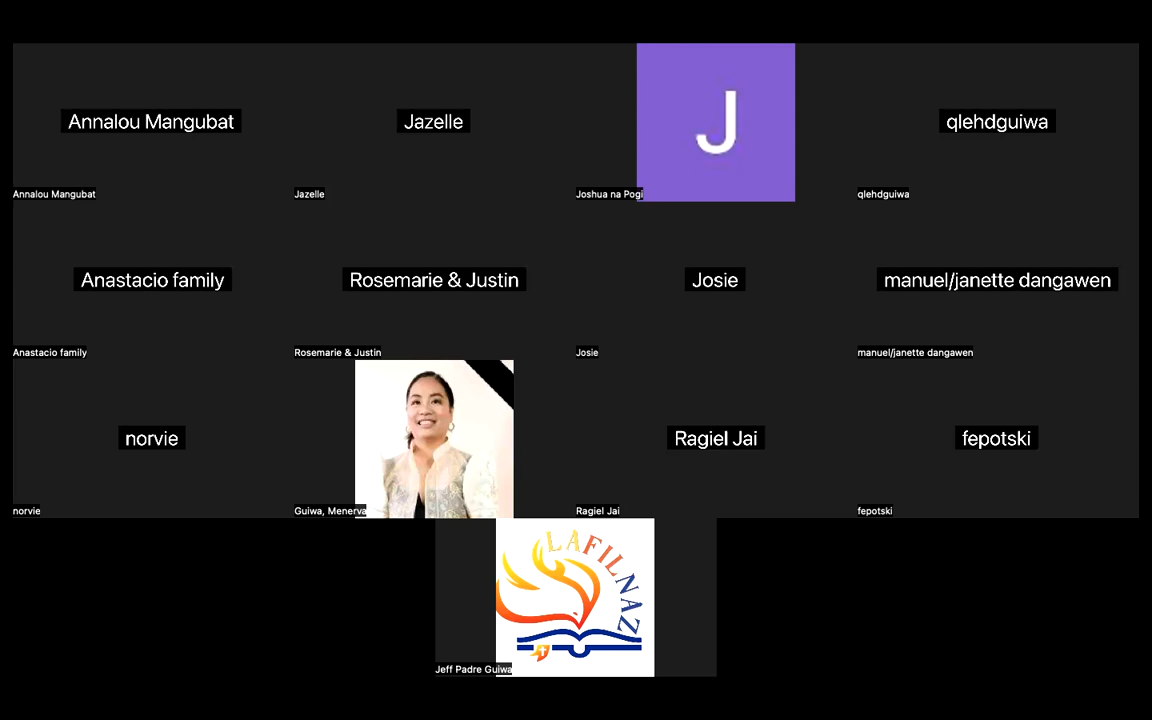 Annalou Mangubat
Annalou Mangubat
Jazelle
Jazelle
J
Joshua na Pogi
qlehdguiwa
qlehdguiwa
Anastacio family
Anastacio family
Rosemarie & Justin
Rosemarie & Justin
Josie
Josie
manuel/janette dangawen
manuel/janette dangawen
norvie
norvie
Guiwa, Menerva
Ragiel Jai
Ragiel Jai
fepotski
fepotski
LAFILNAZ
Jeff Padre Guiwa